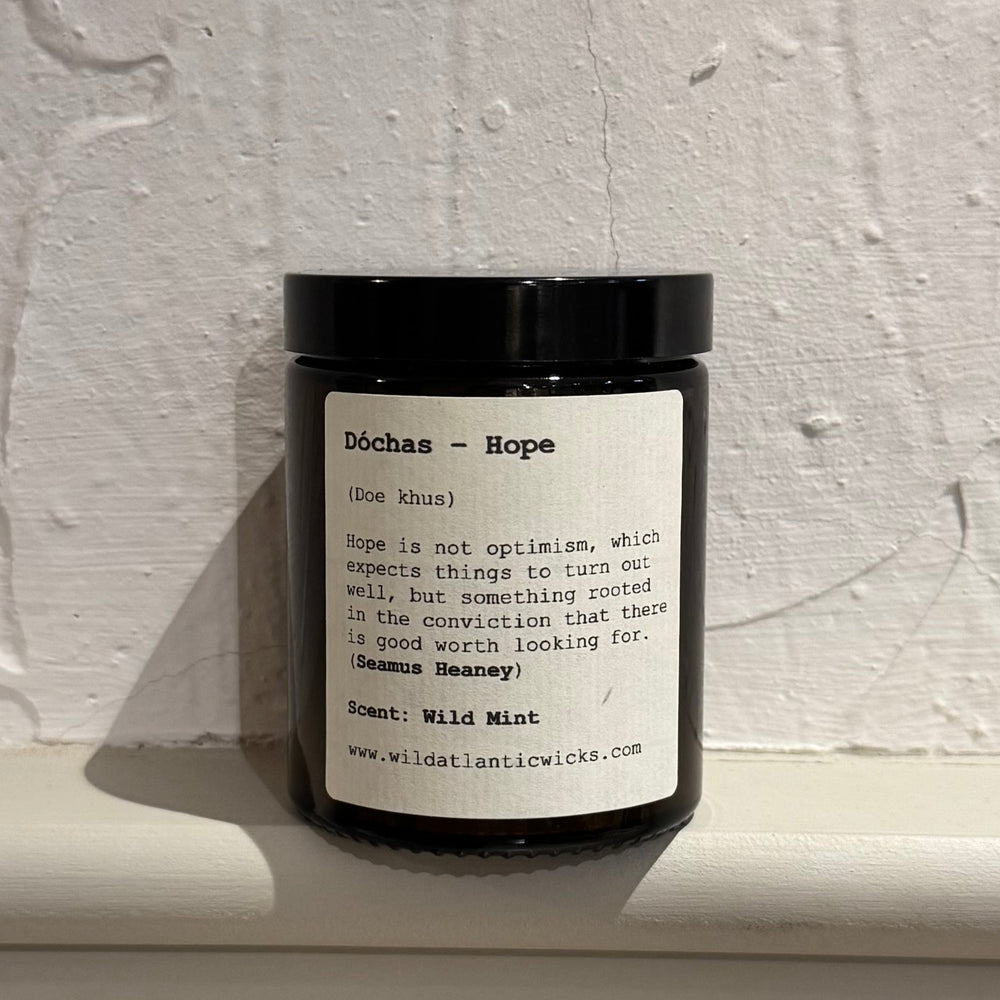 Dóchas – Hope
(Doe khus)
Hope is not optimism, which
expects things to turn out
well, but something rooted
in the conviction that there
is good worth looking for.
(Seamus Heaney)
Scent: Wild Mint
www.wildatlanticwicks.com